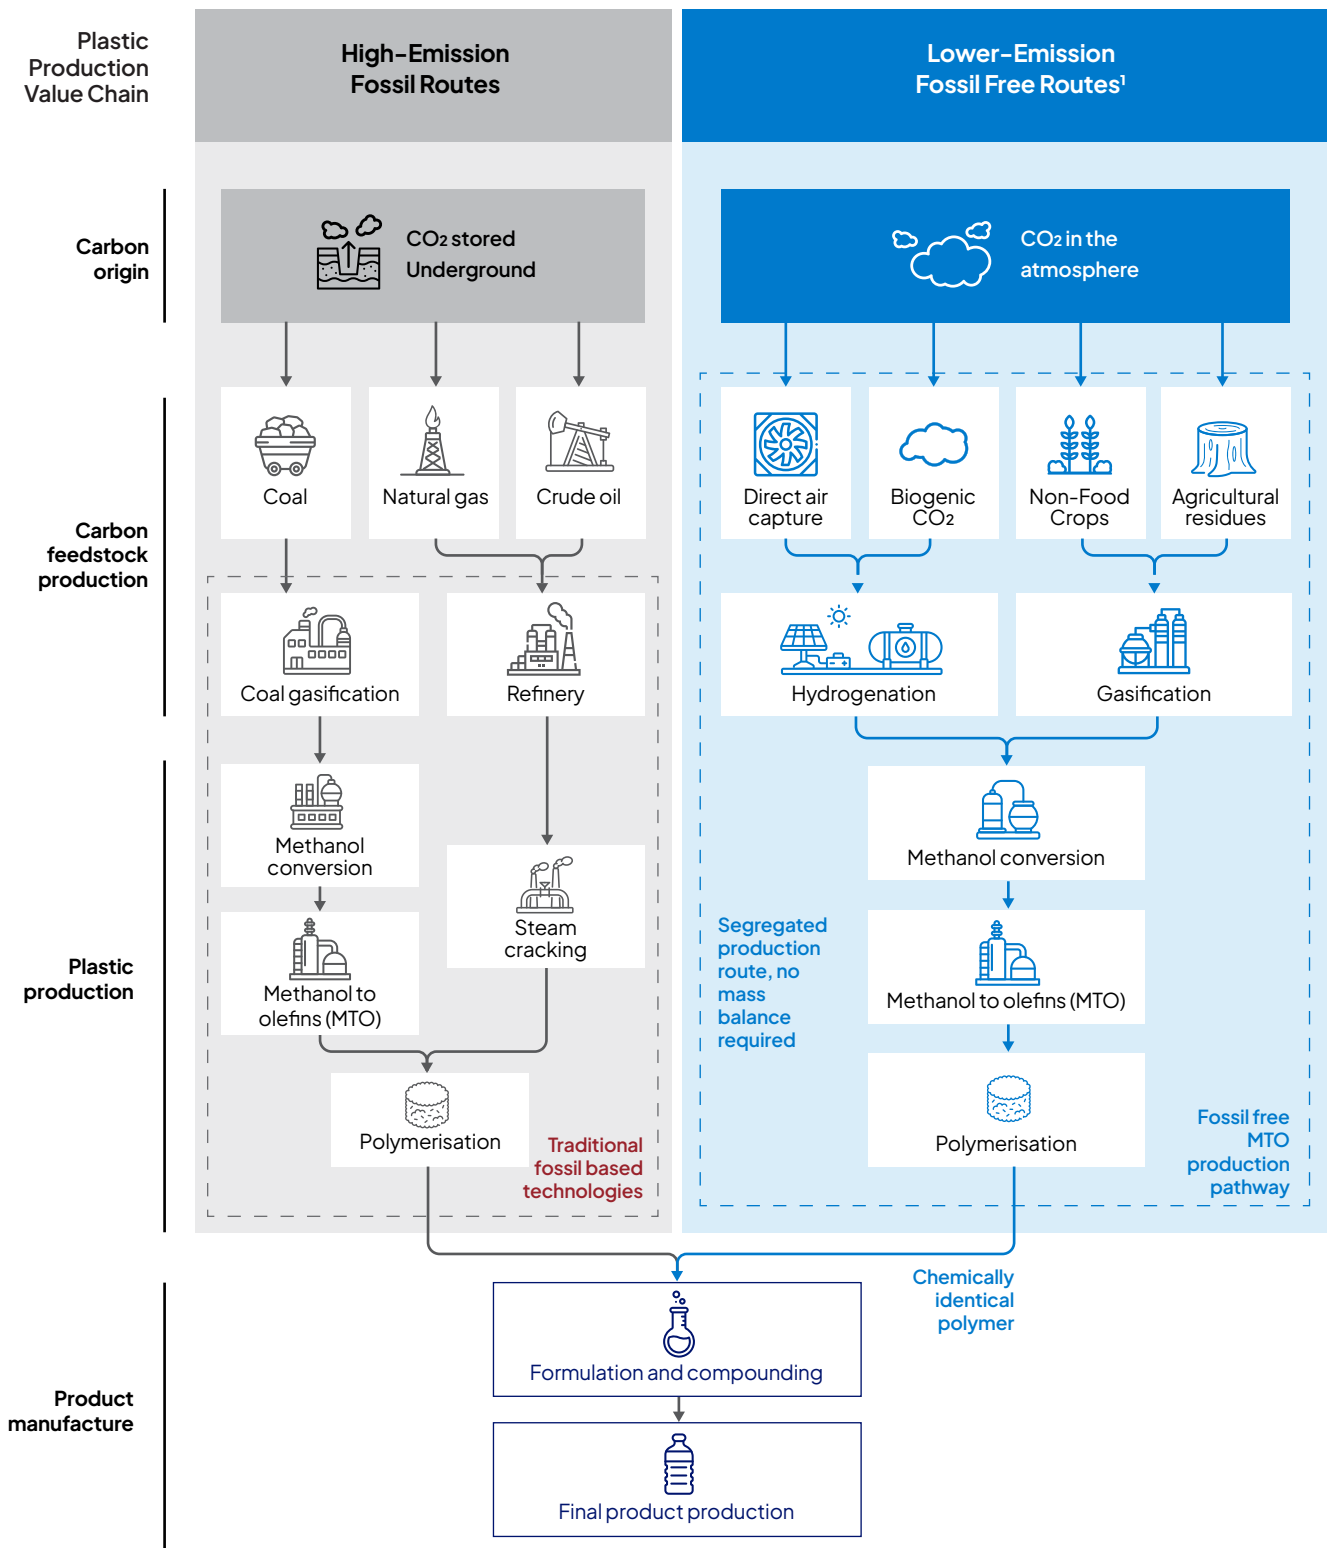 Plastic
Production
Value Chain
High-Emission
Fossil Routes
Lower-Emission
Fossil Free Routes¹
Carbon
origin
CO₂ stored
Underground
CO₂ in the
atmosphere
Carbon
feedstock
production
Coal
Natural gas
Crude oil
Direct air
capture
Biogenic
CO₂
Non-Food
Crops
Agricultural
residues
Coal gasification
Refinery
Hydrogenation
Gasification
Plastic
production
Methanol
conversion
Steam
cracking
Methanol to
olefins (MTO)
Polymerisation
Traditional
fossil based
technologies
Methanol conversion
Segregated
production
route, no
mass
balance
required
Methanol to olefins (MTO)
Polymerisation
Fossil free
MTO
production
pathway
Chemically
identical
polymer
Product
manufacture
Formulation and compounding
Final product production